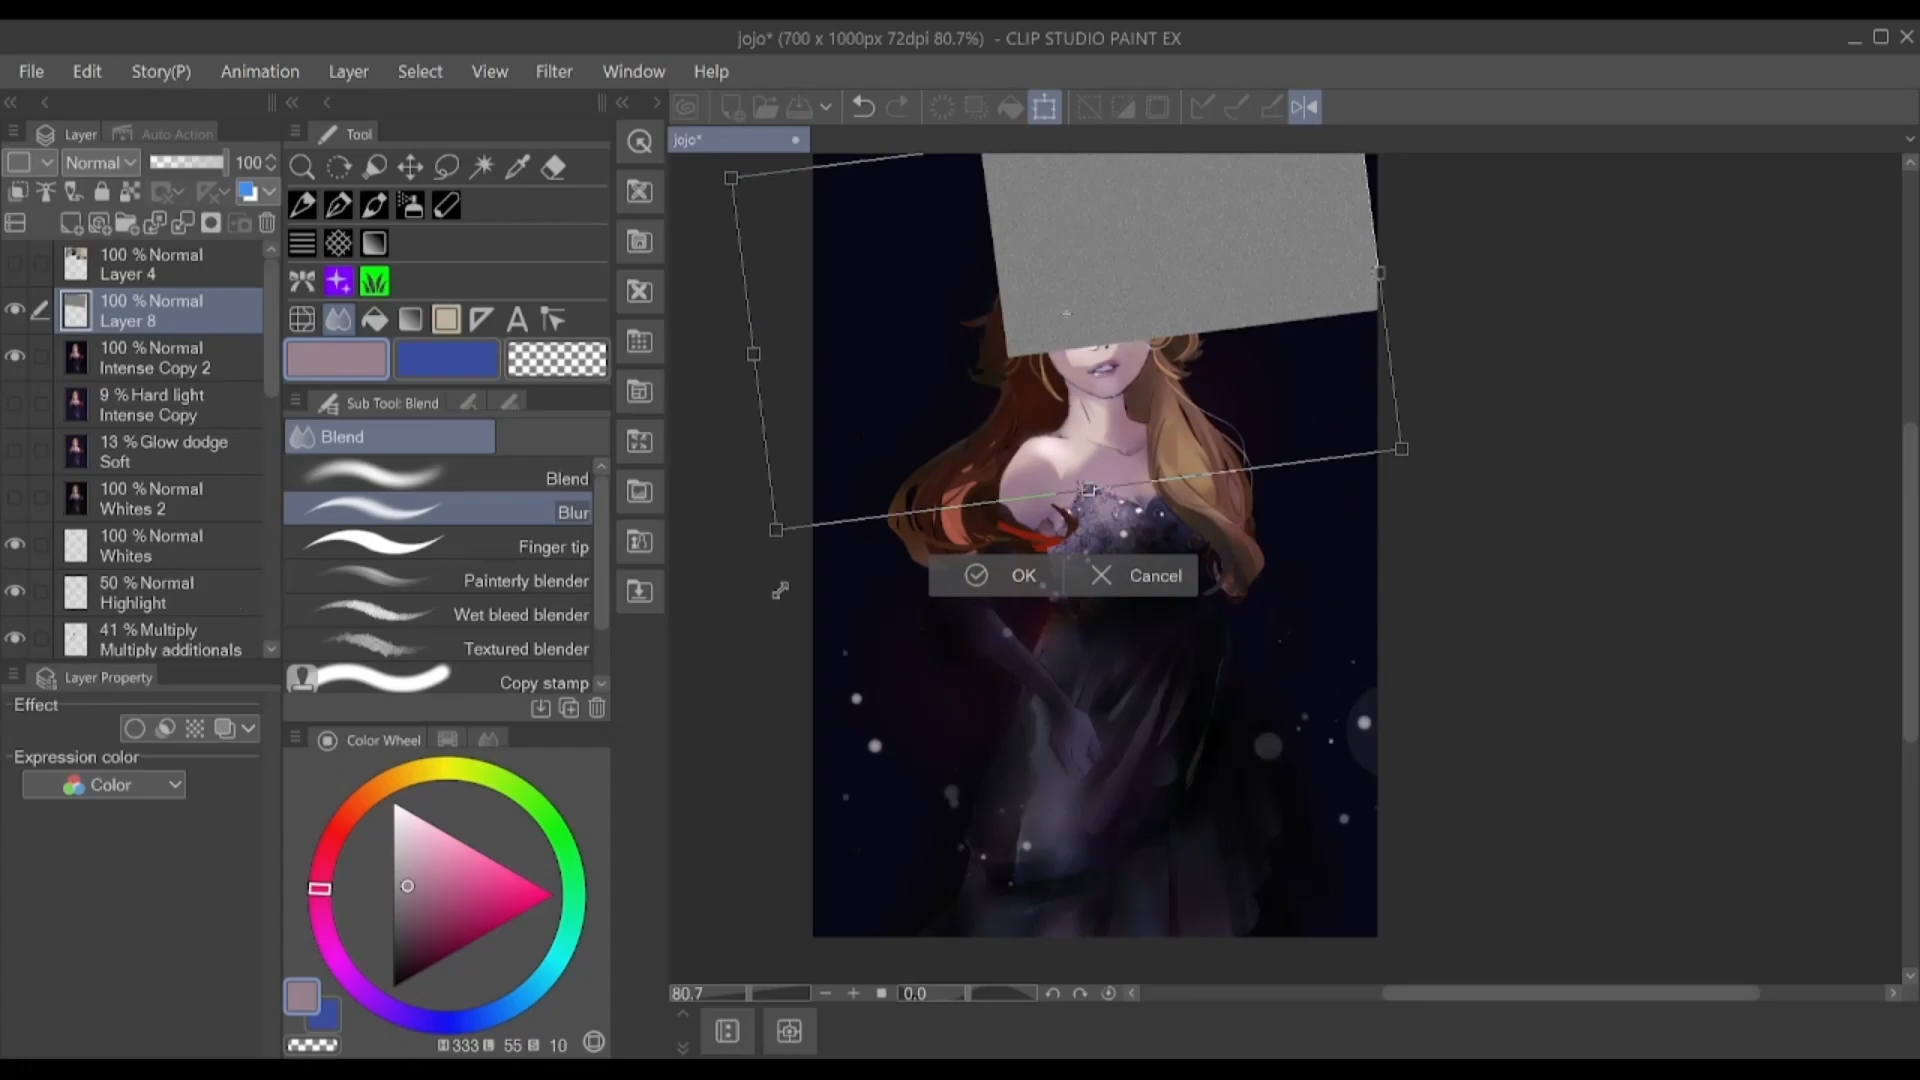 jojo* (700 x 1000px 72dpi 80.7%) - CLIP STUDIO PAINT EX
File Edit Story(P) Animation Layer Select View Filter Window Help
Layer Auto Action
Normal 100
100 % Normal
Layer 4
100 % Normal
Layer 8
100 % Normal
Intense Copy 2
9 % Hard light
Intense Copy
13 % Glow dodge
Soft
100 % Normal
Whites 2
100 % Normal
Whites
50 % Normal
Highlight
41 % Multiply
Multiply additionals
Layer Property
Effect
Expression color
Color
Tool
A
Sub Tool: Blend
Blend
Blend
Blur
Finger tip
Painterly blender
Wet bleed blender
Textured blender
Copy stamp
Color Wheel
H 333 L 55 S 10
jojo*
OK Cancel
80.7 0.0